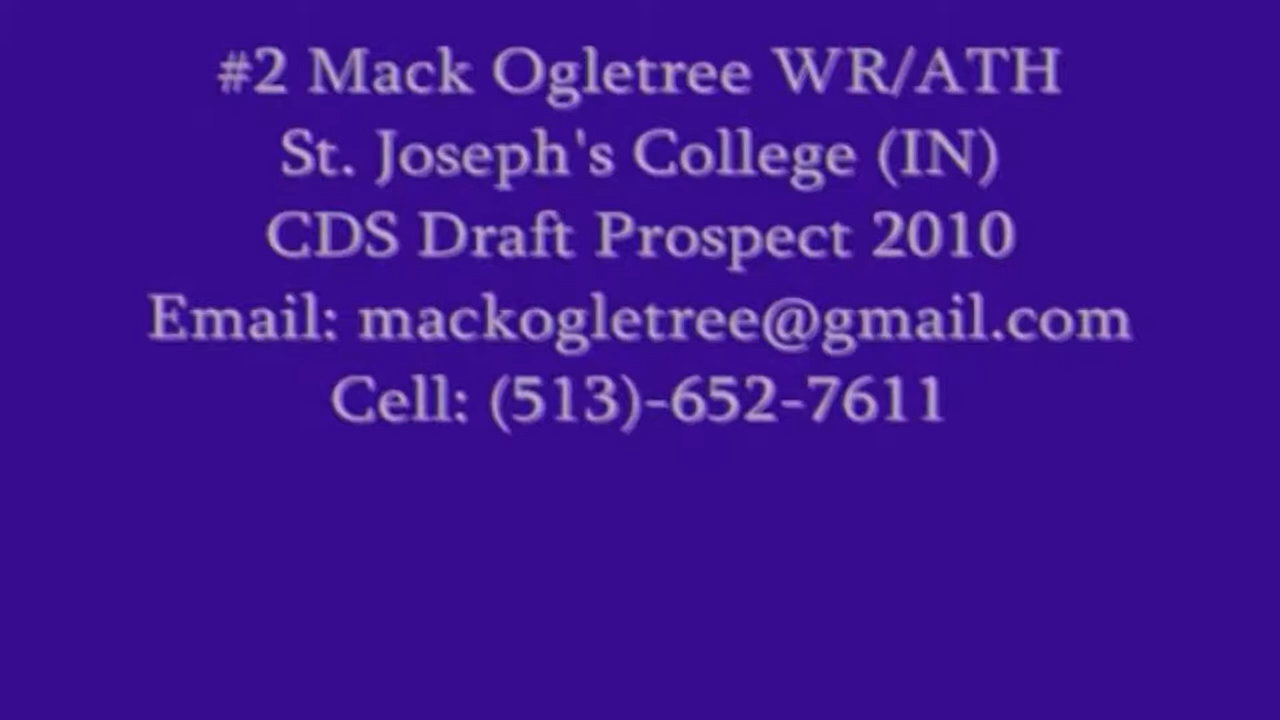 #2 Mack Ogletree WR/ATH
St. Joseph's College (IN)
CDS Draft Prospect 2010
Email: mackogletree@gmail.com
Cell: (513)-652-7611